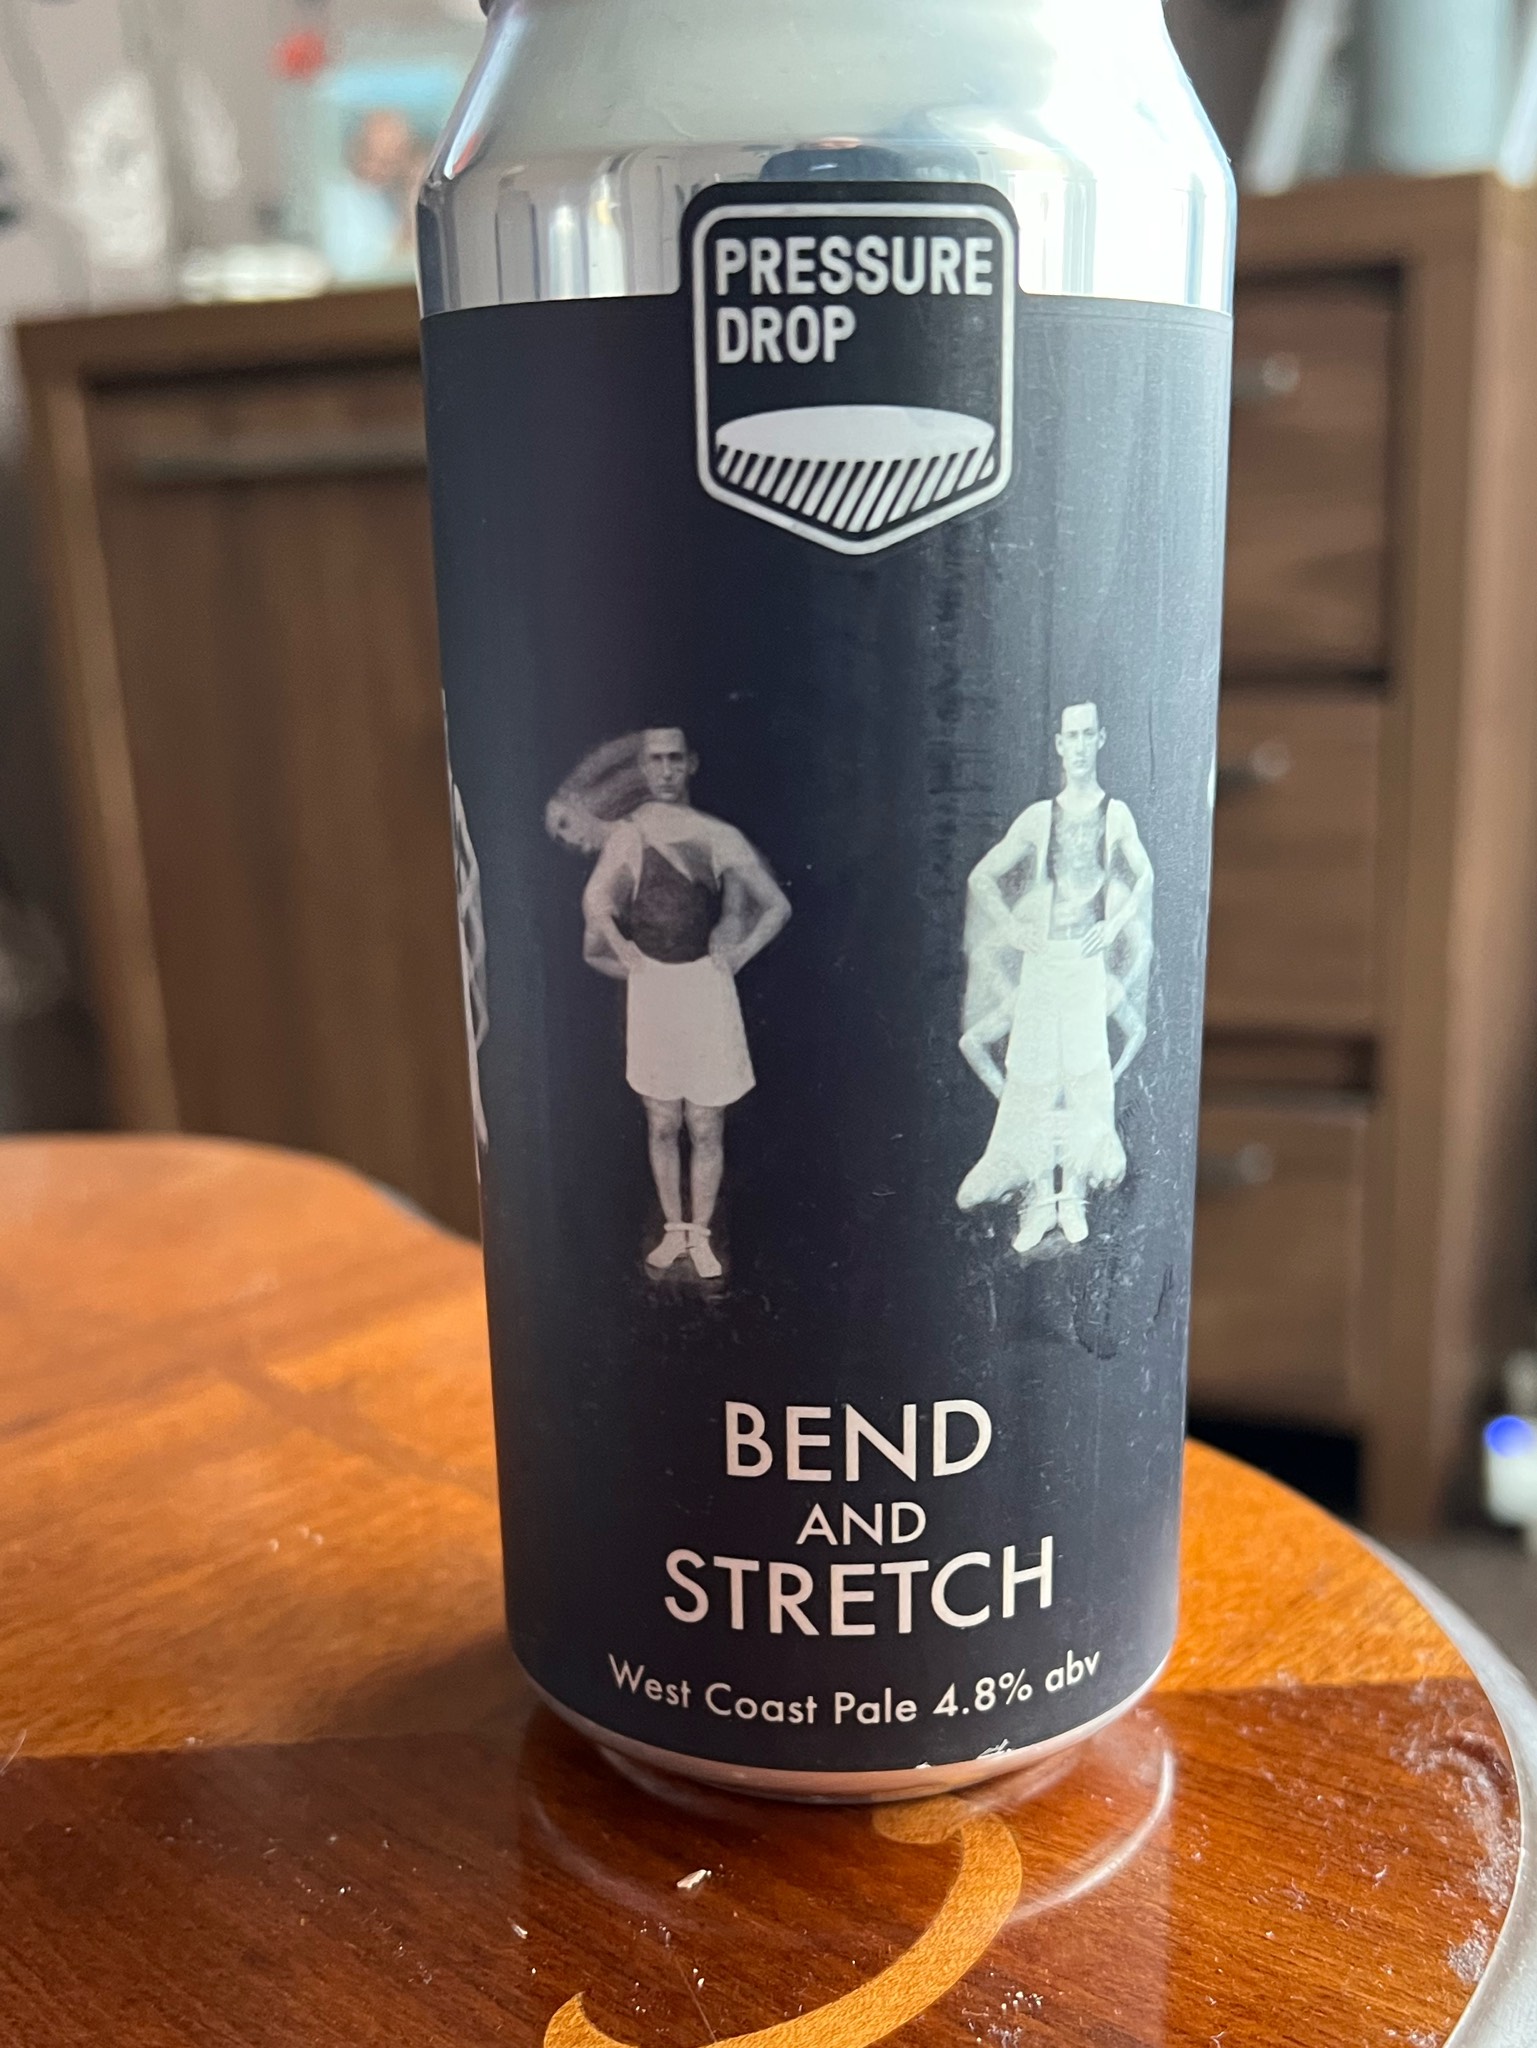 PRESSURE
DROP
BEND
AND
STRETCH
West Coast Pale 4.8% abv